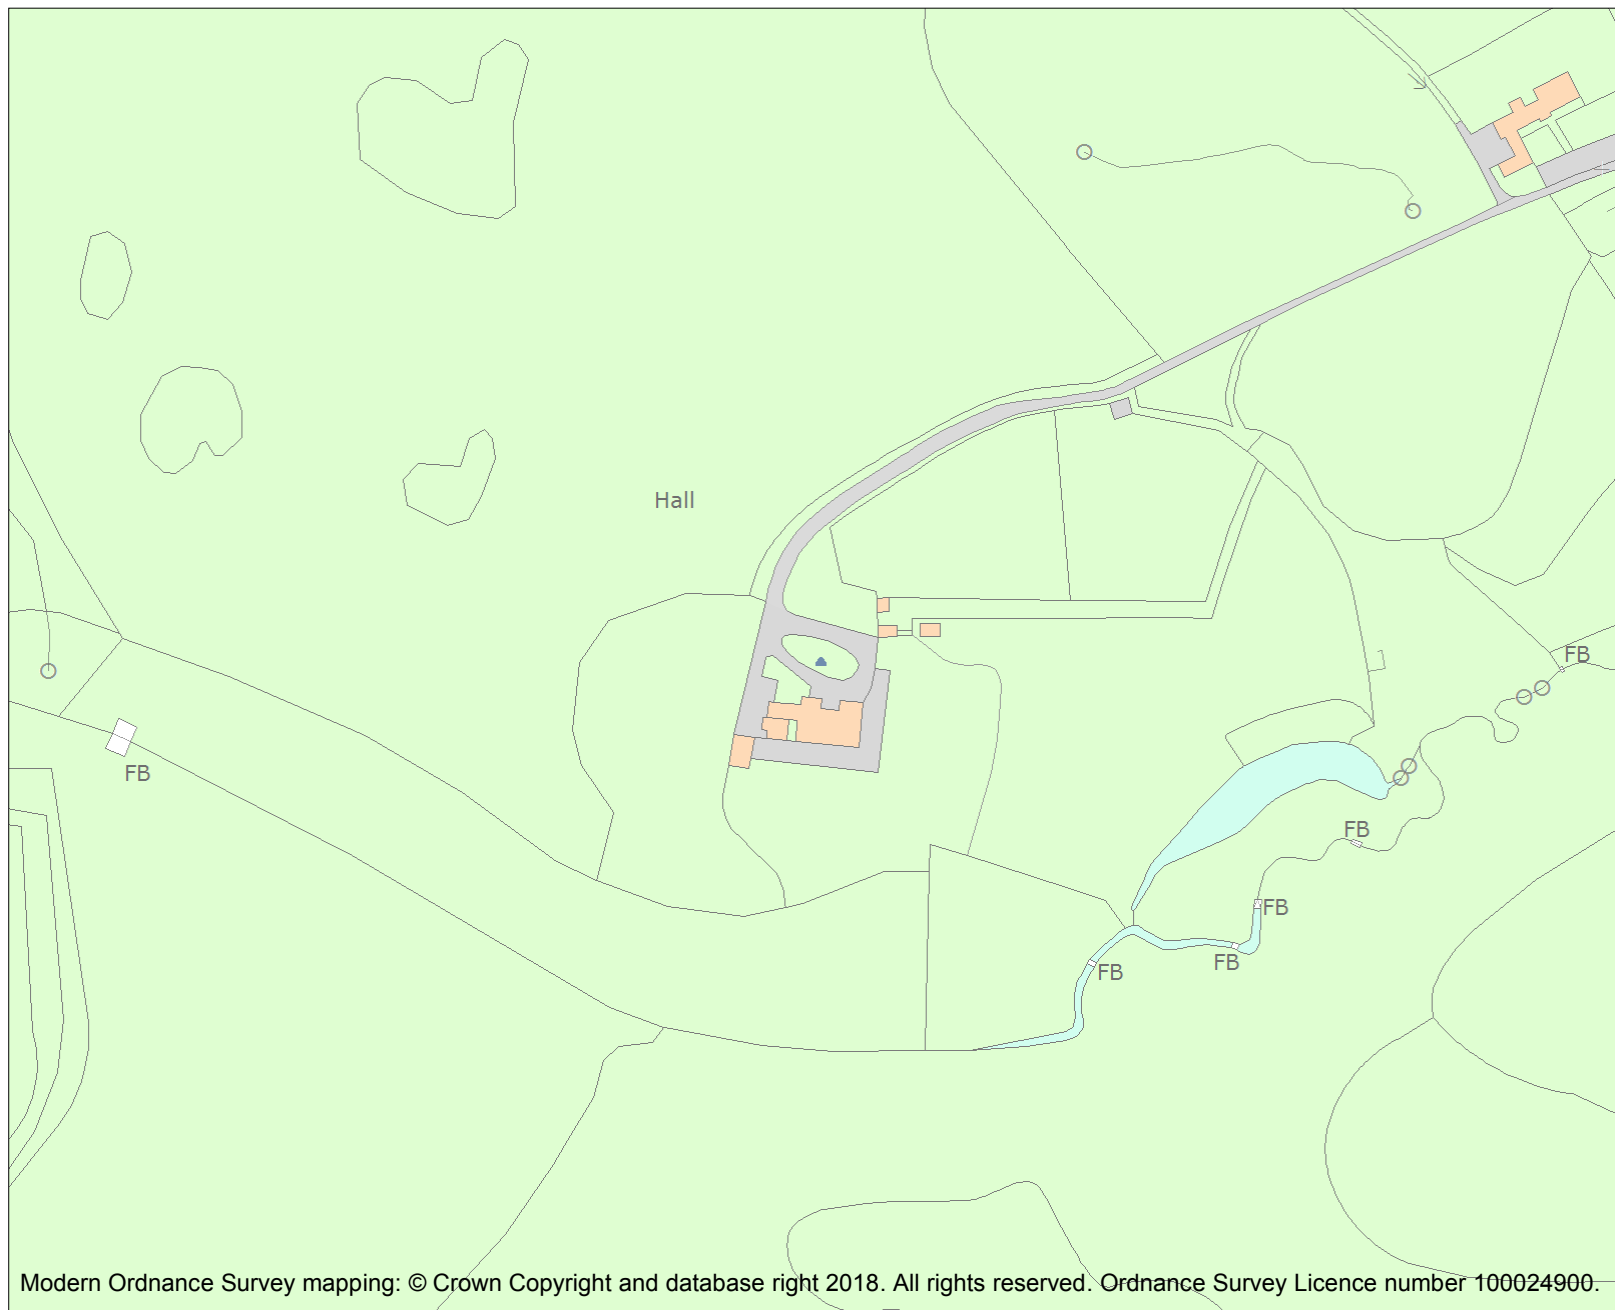 Hall
FB
FB
FB
FB
FB
FB
Modern Ordnance Survey mapping: © Crown Copyright and database right 2018. All rights reserved. Ordnance Survey Licence number 100024900.